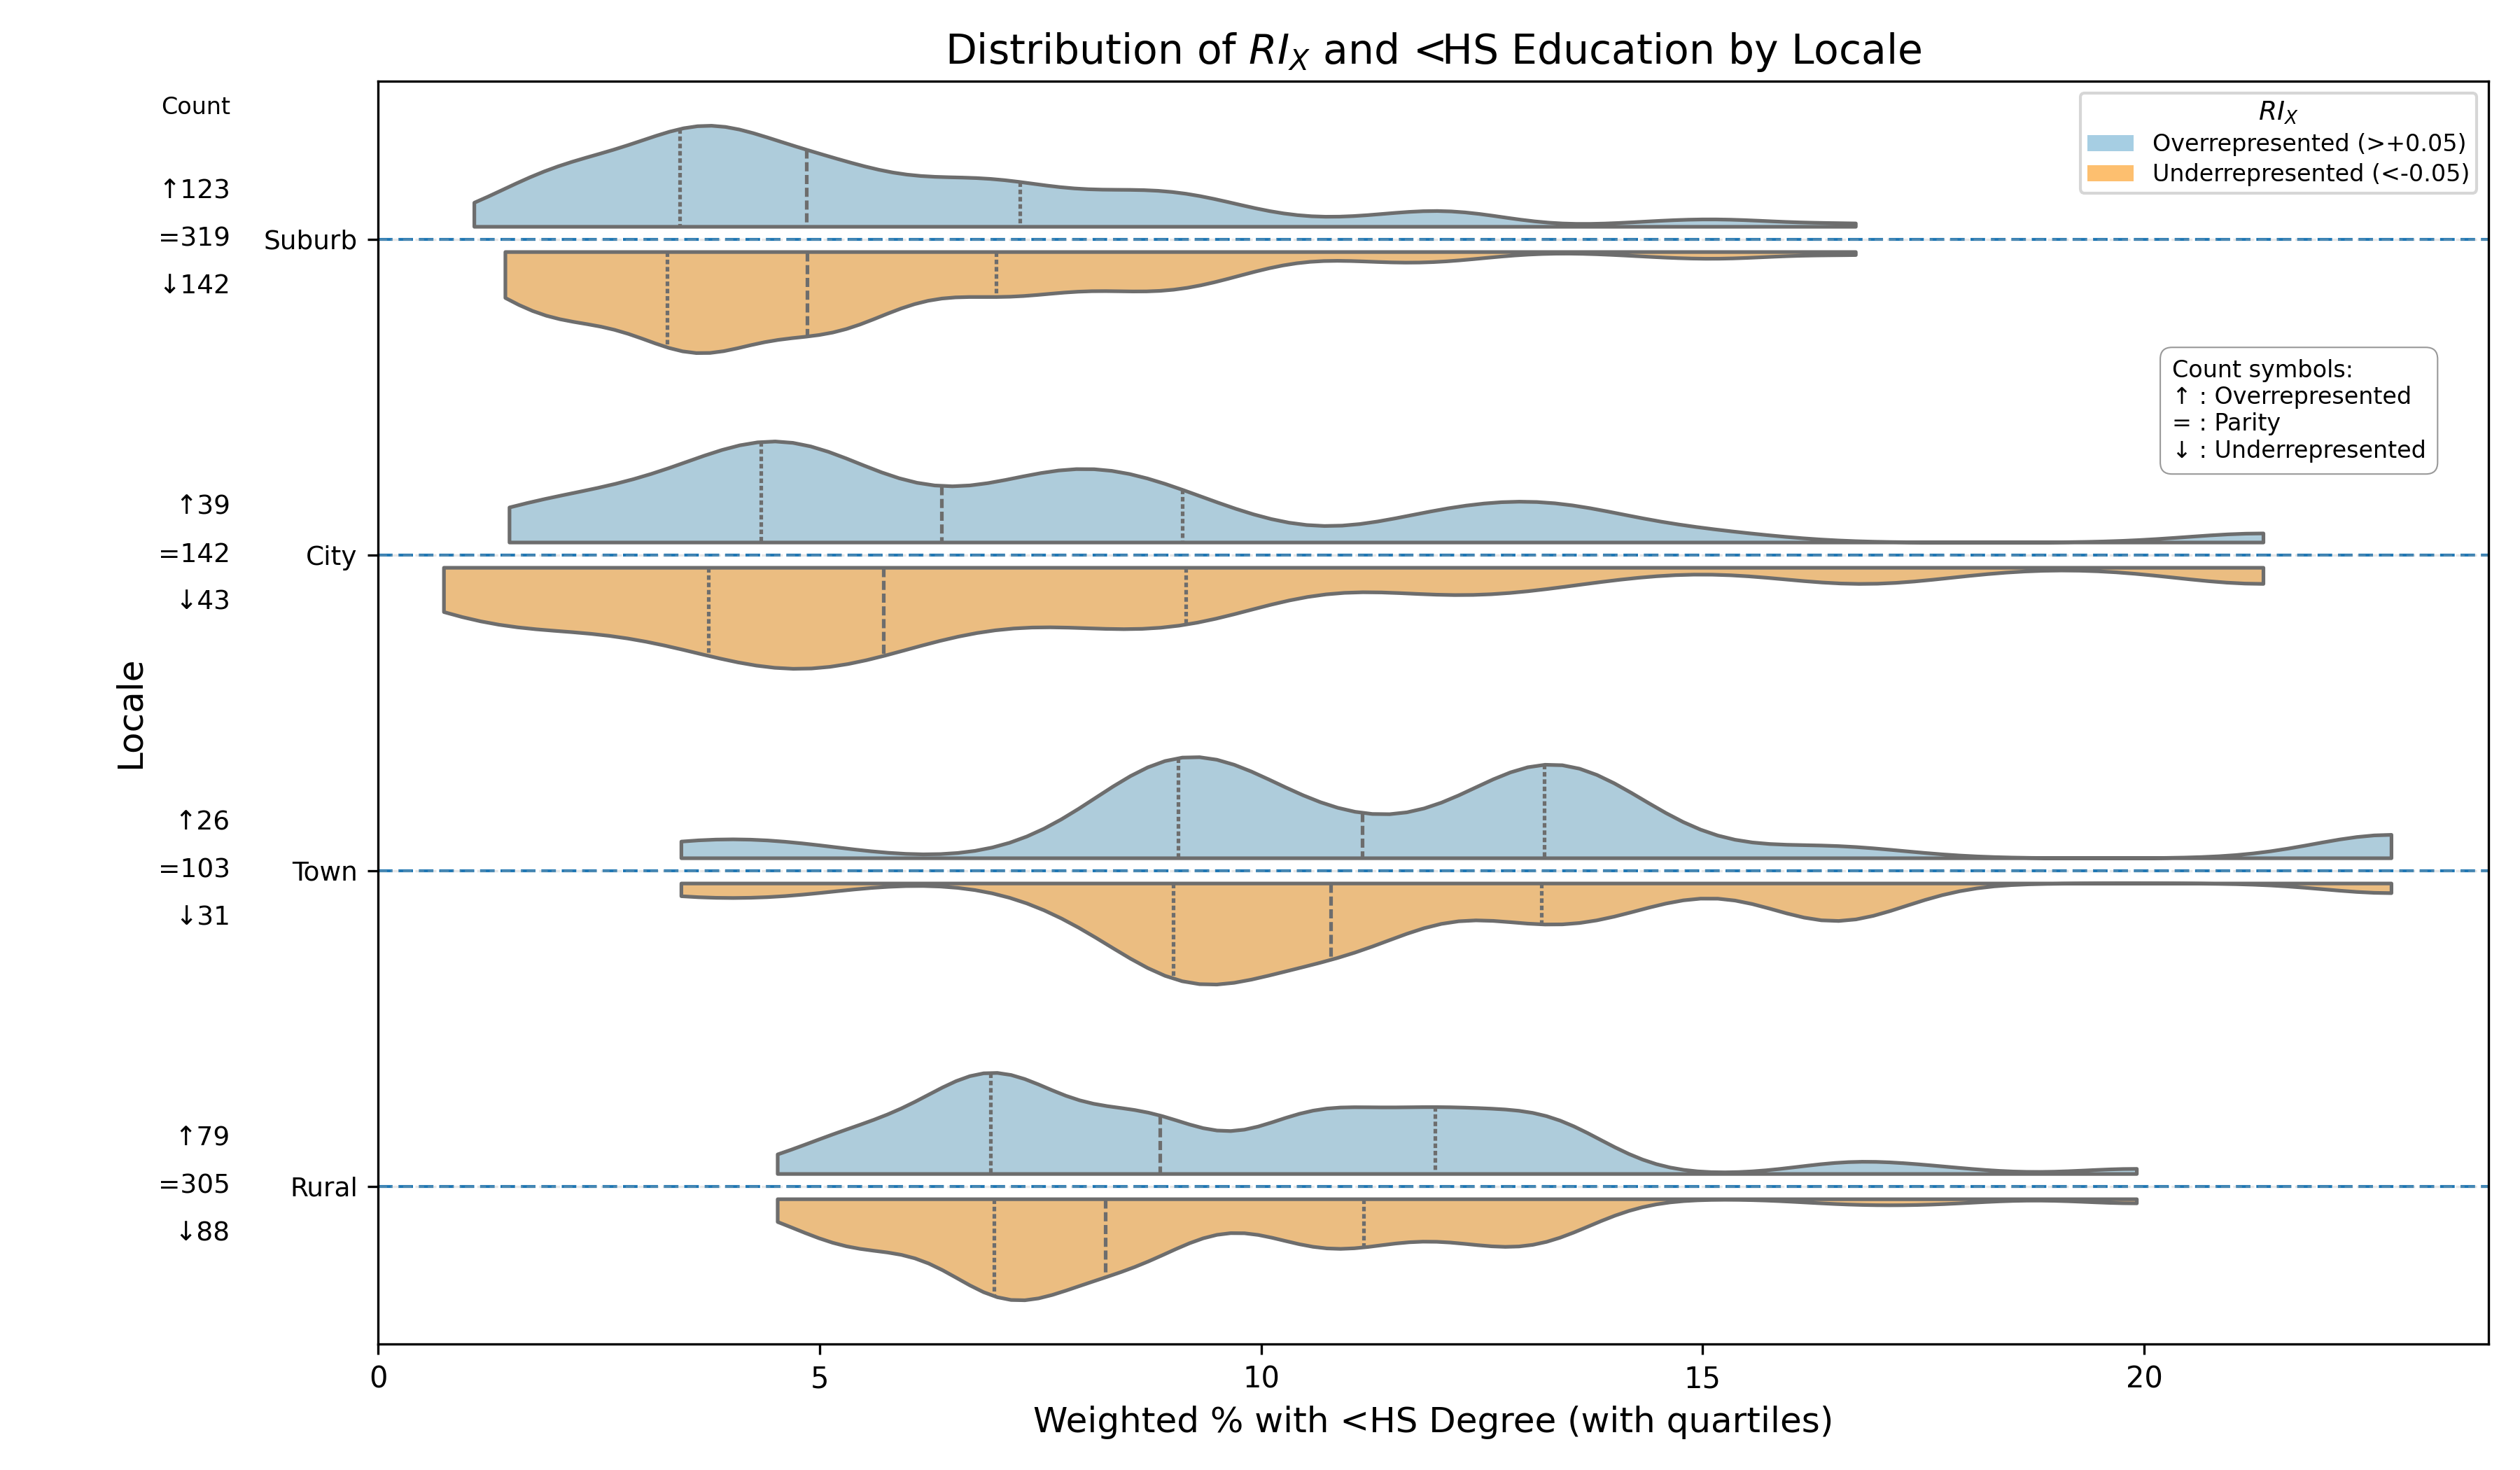 Distribution of RI_X and <HS Education by Locale
Count
RI_X
Overrepresented (>+0.05)
Underrepresented (<-0.05)
↑123
=319
Suburb
↓142
Count symbols:
↑ : Overrepresented
= : Parity
↓ : Underrepresented
↑39
=142
City
↓43
Locale
↑26
=103
Town
↓31
↑79
=305
Rural
↓88
0 5 10 15 20
Weighted % with <HS Degree (with quartiles)